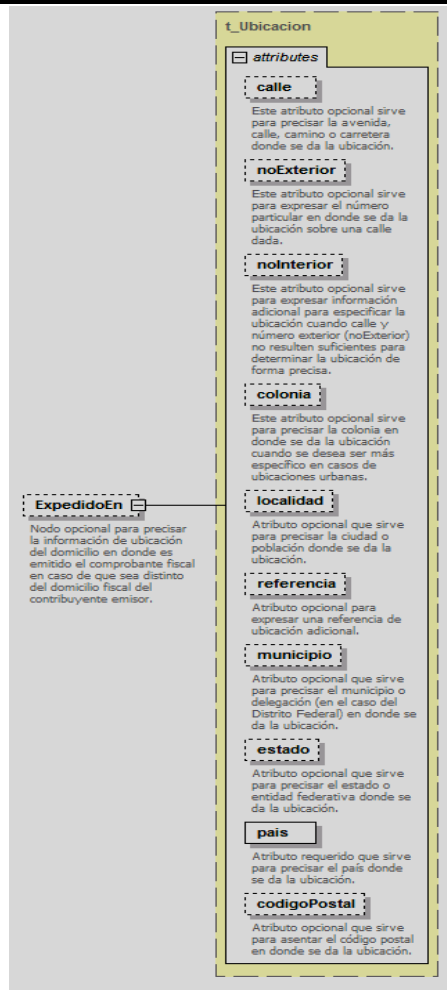 t_Ubicacion
attributes
calle
Este atributo opcional sirve
para precisar la avenida,
calle, camino o carretera
donde se da la ubicación.
noExterior
Este atributo opcional sirve
para expresar el número
particular en donde se da la
ubicación sobre una calle
dada.
noInterior
Este atributo opcional sirve
para expresar información
adicional para especificar la
ubicación cuando calle y
número exterior (noExterior)
no resulten suficientes para
determinar la ubicación de
forma precisa.
colonia
Este atributo opcional sirve
para precisar la colonia en
donde se da la ubicación
cuando se desea ser más
específico en casos de
ubicaciones urbanas.
ExpedidoEn
Nodo opcional para precisar
la información de ubicación
del domicilio en donde es
emitido el comprobante fiscal
en caso de que sea distinto
del domicilio fiscal del
contribuyente emisor.
localidad
Atributo opcional que sirve
para precisar la ciudad o
población donde se da la
ubicación.
referencia
Atributo opcional para
expresar una referencia de
ubicación adicional.
municipio
Atributo opcional que sirve
para precisar el municipio o
delegación (en el caso del
Distrito Federal) en donde se
da la ubicación.
estado
Atributo opcional que sirve
para precisar el estado o
entidad federativa donde se
da la ubicación.
pais
Atributo requerido que sirve
para precisar el país donde
se da la ubicación.
codigoPostal
Atributo opcional que sirve
para asentar el código postal
en donde se da la ubicación.